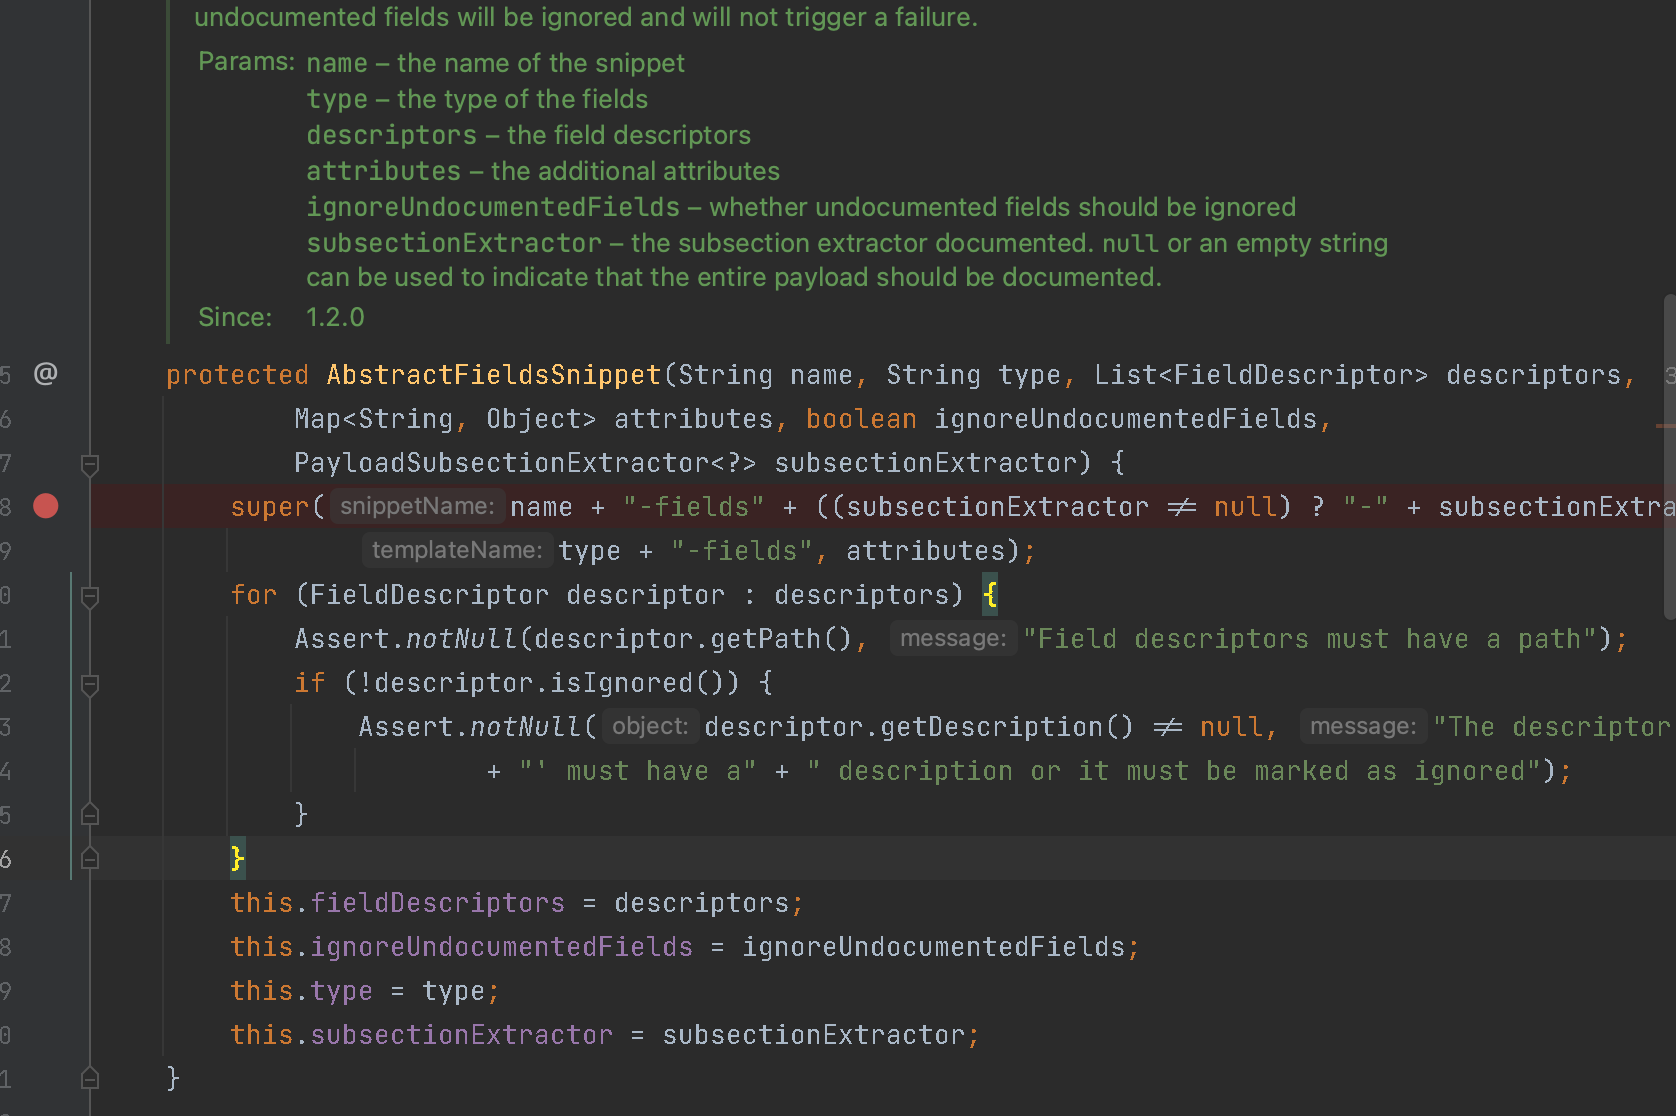 undocumented fields will be ignored and will not trigger a failure.
Params: name – the name of the snippet
type – the type of the fields
descriptors – the field descriptors
attributes – the additional attributes
ignoreUndocumentedFields – whether undocumented fields should be ignored
subsectionExtractor – the subsection extractor documented. null or an empty string
can be used to indicate that the entire payload should be documented.
Since: 1.2.0
5 @ protected AbstractFieldsSnippet(String name, String type, List<FieldDescriptor> descriptors, 3
6 Map<String, Object> attributes, boolean ignoreUndocumentedFields,
7 PayloadSubsectionExtractor<?> subsectionExtractor) {
8 super( snippetName: name + "-fields" + ((subsectionExtractor ≠ null) ? "-" + subsectionExtra
9 templateName: type + "-fields", attributes);
0 for (FieldDescriptor descriptor : descriptors) {
1 Assert.notNull(descriptor.getPath(), message: "Field descriptors must have a path");
2 if (!descriptor.isIgnored()) {
3 Assert.notNull( object: descriptor.getDescription() ≠ null, message: "The descriptor
4 + "' must have a" + " description or it must be marked as ignored");
5 }
6 }
7 this.fieldDescriptors = descriptors;
8 this.ignoreUndocumentedFields = ignoreUndocumentedFields;
9 this.type = type;
0 this.subsectionExtractor = subsectionExtractor;
1 }